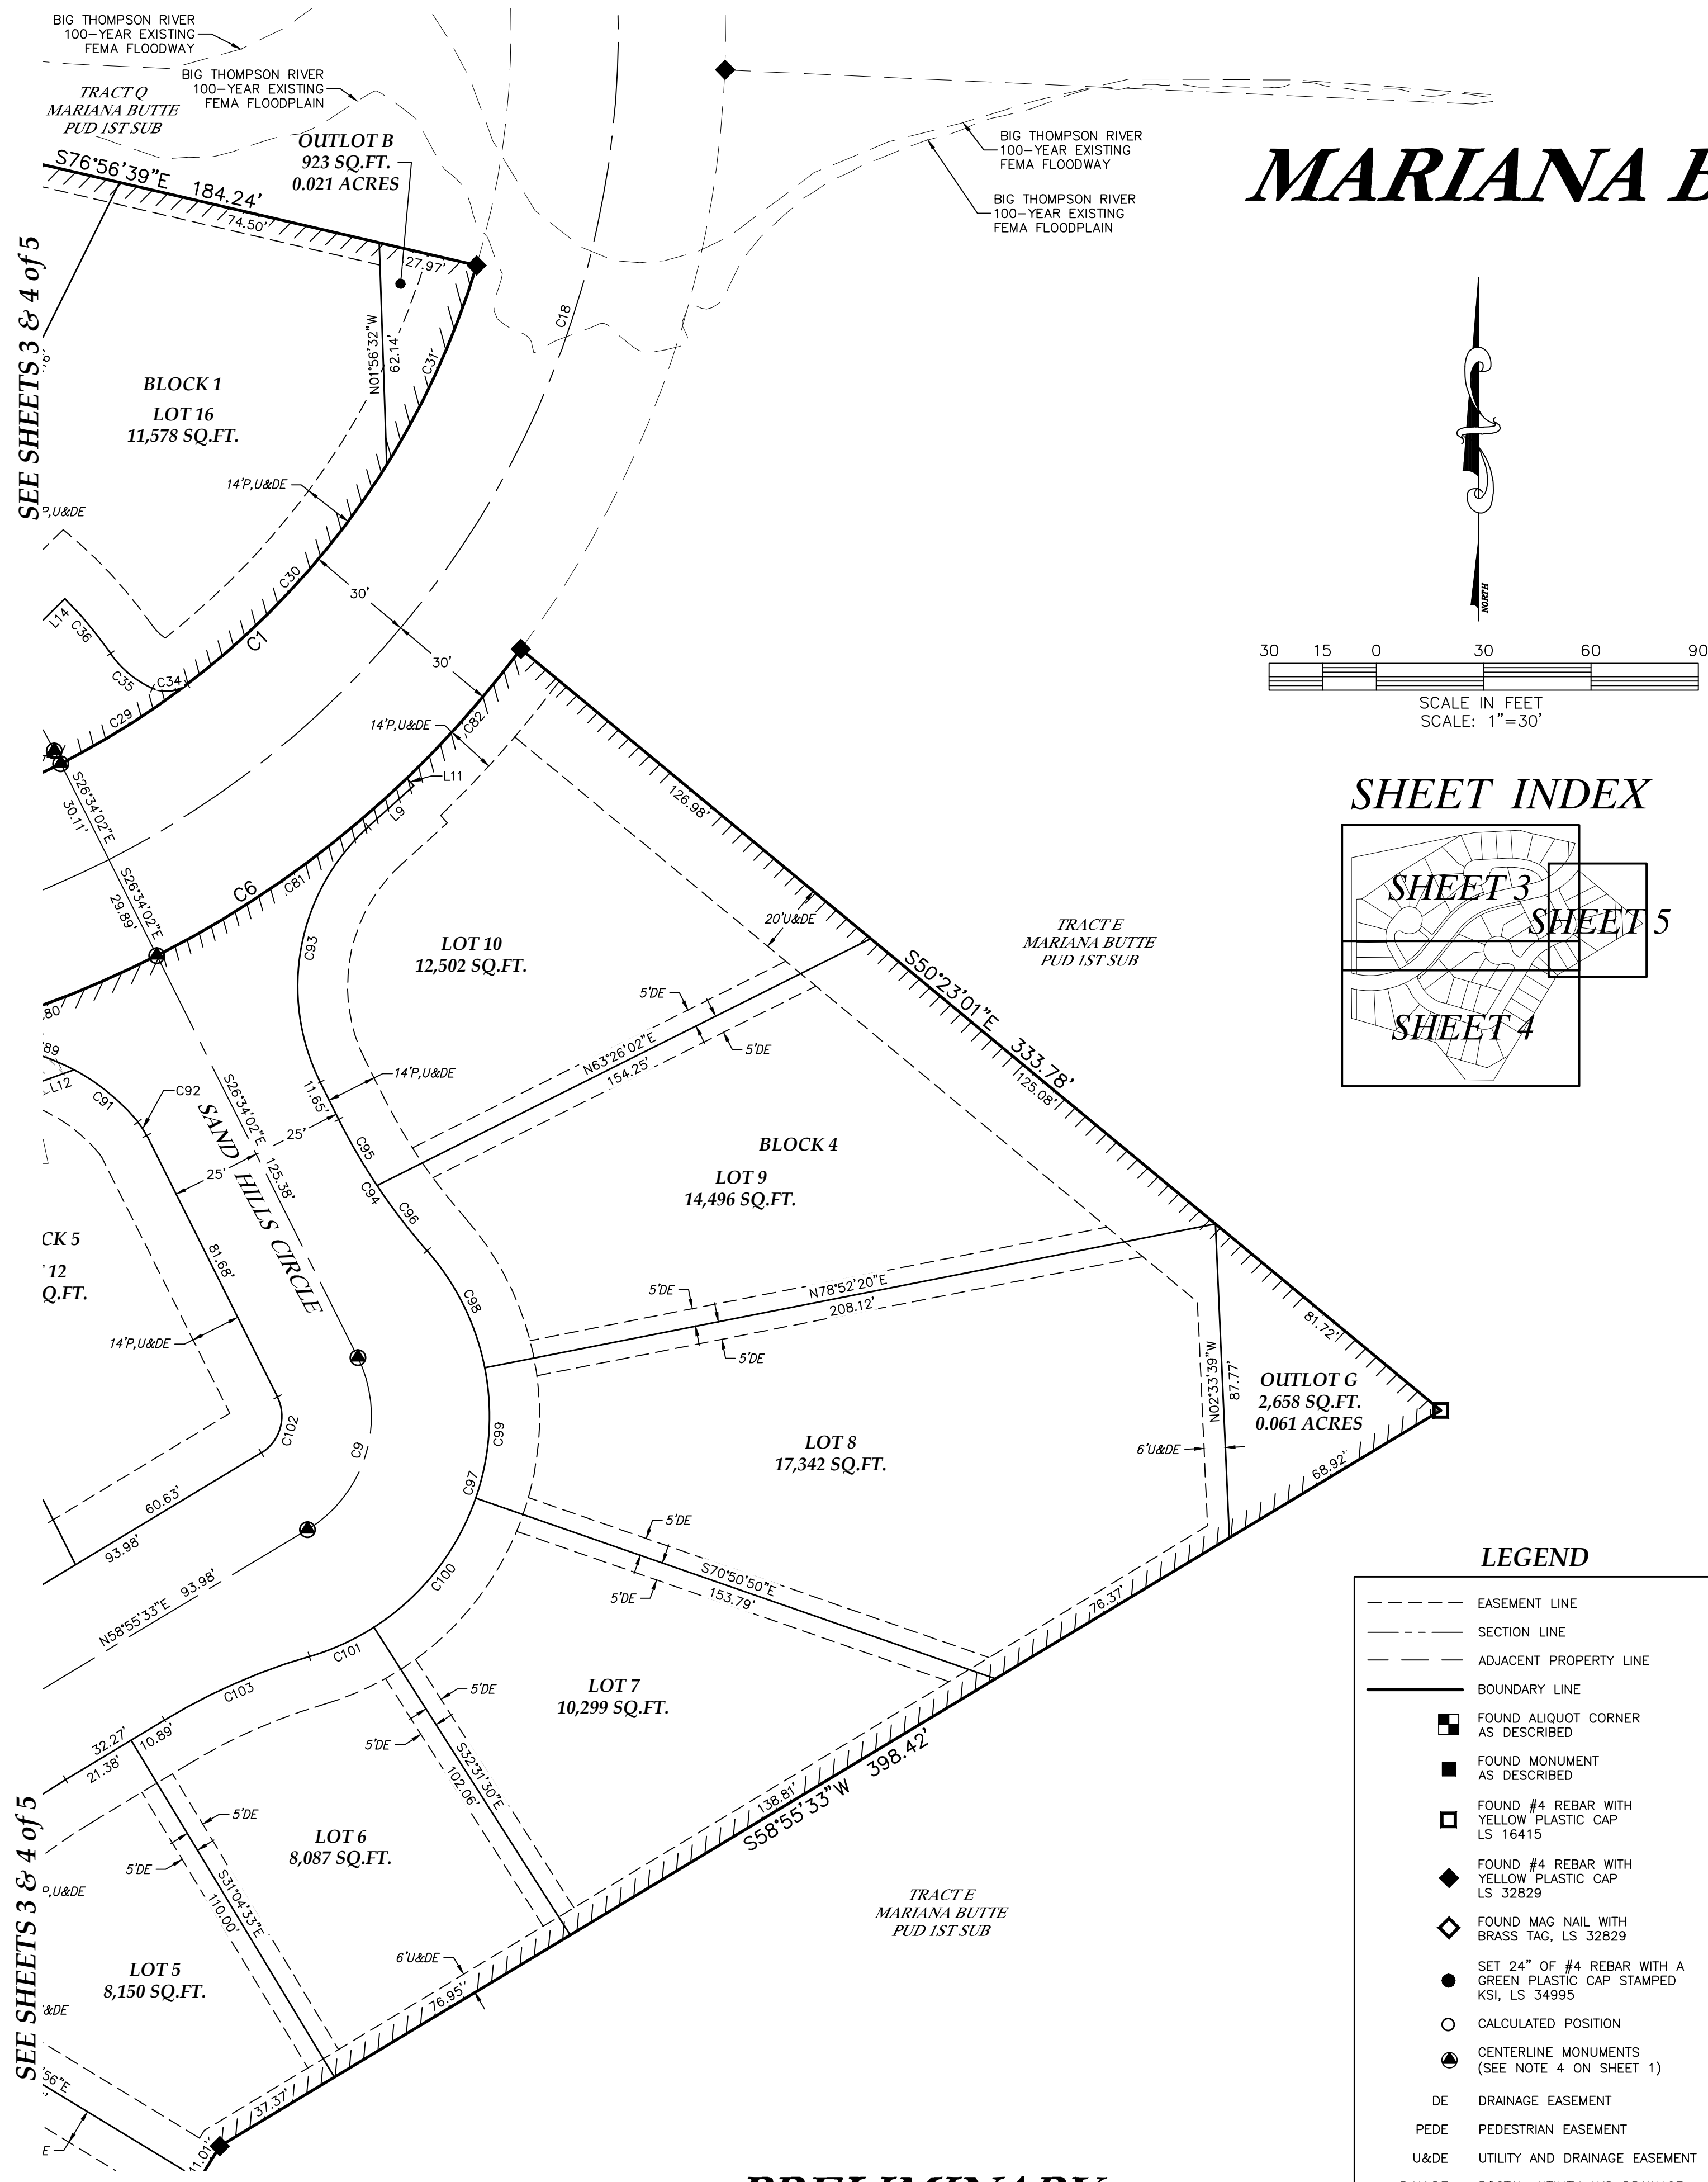 BIG THOMPSON RIVER
100-YEAR EXISTING
FEMA FLOODWAY
BIG THOMPSON RIVER
100-YEAR EXISTING
FEMA FLOODPLAIN
TRACT Q
MARIANA BUTTE
PUD 1ST SUB
OUTLOT B
923 SQ.FT.
0.021 ACRES
S76°56'39"E 184.24'
74.50'
27.97'
BIG THOMPSON RIVER
100-YEAR EXISTING
FEMA FLOODWAY
BIG THOMPSON RIVER
100-YEAR EXISTING
FEMA FLOODPLAIN
MARIANA B
SEE SHEETS 3 & 4 of 5
N01°56'32"W
62.14'
C31
C18
BLOCK 1
LOT 16
11,578 SQ.FT.
14'P,U&DE
P,U&DE
C30
30'
C1
30'
L14
C36
C35
C34
C29
14'P,U&DE
C82
L11
L9
NORTH
30 15 0 30 60 90
SCALE IN FEET
SCALE: 1"=30'
SHEET INDEX
SHEET 3
SHEET 5
SHEET 4
S26°34'02"E
30.11'
S26°34'02"E
29.89'
C6
C81
126.98'
20'U&DE
TRACT E
MARIANA BUTTE
PUD 1ST SUB
LOT 10
12,502 SQ.FT.
C93
S50°23'01"E 333.78'
125.08'
5'DE
5'DE
N63°26'02"E
154.25'
80
89
L12
C91
C92
14'P,U&DE
11.65'
25'
25'
S26°34'02"E 125.38'
SAND HILLS CIRCLE
C95
C94
C96
BLOCK 4
LOT 9
14,496 SQ.FT.
CK 5
12
Q.FT.
81.68'
14'P,U&DE
C98
5'DE
N78°52'20"E
208.12'
5'DE
81.72'
N02°33'39"W
87.77'
OUTLOT G
2,658 SQ.FT.
0.061 ACRES
6'U&DE
68.92'
C102
C9
C99
C97
LOT 8
17,342 SQ.FT.
60.63'
93.98'
N58°55'33"E 93.98'
5'DE
S70°50'50"E
153.79'
5'DE
C100
C101
C103
76.37'
LOT 7
10,299 SQ.FT.
5'DE
5'DE
S32°31'30"E
102.06'
32.27'
21.38'
10.89'
138.81'
S58°55'33"W 398.42'
SEE SHEETS 3 & 4 of 5
5'DE
5'DE
S31°04'33"E
110.00'
LOT 6
8,087 SQ.FT.
P,U&DE
LOT 5
8,150 SQ.FT.
6'U&DE
76.95'
&DE
56"E
37.37'
11.01'
E
TRACT E
MARIANA BUTTE
PUD 1ST SUB
LEGEND
EASEMENT LINE
SECTION LINE
ADJACENT PROPERTY LINE
BOUNDARY LINE
FOUND ALIQUOT CORNER
AS DESCRIBED
FOUND MONUMENT
AS DESCRIBED
FOUND #4 REBAR WITH
YELLOW PLASTIC CAP
LS 16415
FOUND #4 REBAR WITH
YELLOW PLASTIC CAP
LS 32829
FOUND MAG NAIL WITH
BRASS TAG, LS 32829
SET 24" OF #4 REBAR WITH A
GREEN PLASTIC CAP STAMPED
KSI, LS 34995
CALCULATED POSITION
CENTERLINE MONUMENTS
(SEE NOTE 4 ON SHEET 1)
DE DRAINAGE EASEMENT
PEDE PEDESTRIAN EASEMENT
U&DE UTILITY AND DRAINAGE EASEMENT
PRELIMINARY